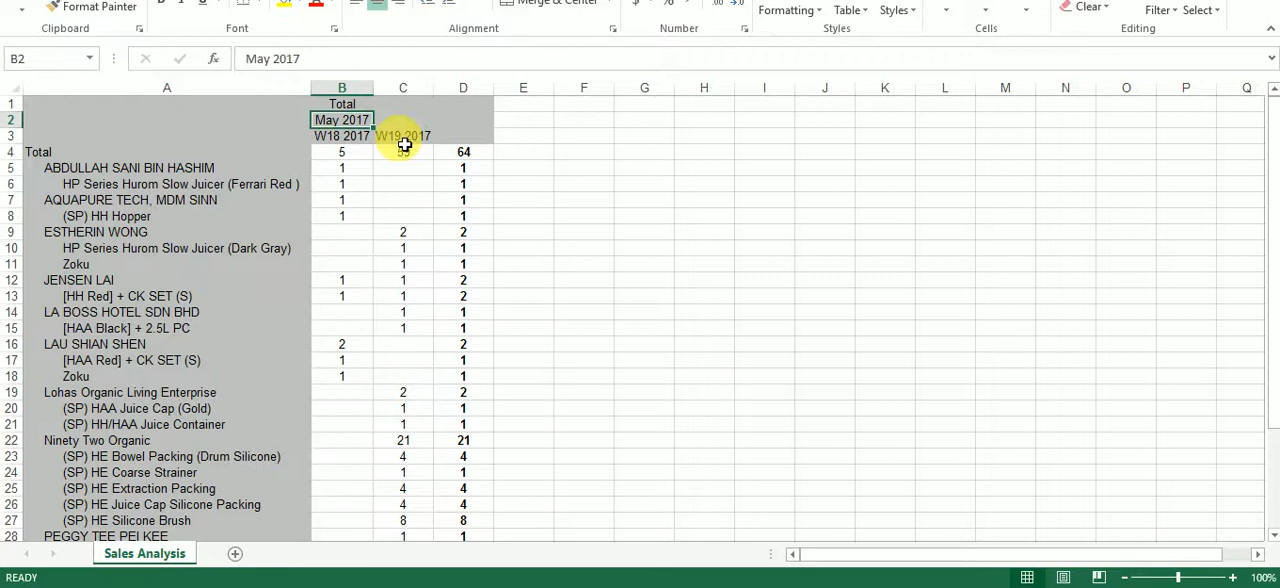 Format Painter
Merge & Center
Formatting Table Styles
Clear
Filter Select
Clipboard Font Alignment Number Styles Cells Editing
B2 fx May 2017
A B C D E F G H I J K L M N O P Q
1 Total
2 May 2017
3 W18 2017 W19 2017
4 Total 5 64
5 ABDULLAH SANI BIN HASHIM 1 1
6 HP Series Hurom Slow Juicer (Ferrari Red ) 1 1
7 AQUAPURE TECH, MDM SINN 1 1
8 (SP) HH Hopper 1 1
9 ESTHERIN WONG 2 2
10 HP Series Hurom Slow Juicer (Dark Gray) 1 1
11 Zoku 1 1
12 JENSEN LAI 1 1 2
13 [HH Red] + CK SET (S) 1 1 2
14 LA BOSS HOTEL SDN BHD 1 1
15 [HAA Black] + 2.5L PC 1 1
16 LAU SHIAN SHEN 2 2
17 [HAA Red] + CK SET (S) 1 1
18 Zoku 1 1
19 Lohas Organic Living Enterprise 2 2
20 (SP) HAA Juice Cap (Gold) 1 1
21 (SP) HH/HAA Juice Container 1 1
22 Ninety Two Organic 21 21
23 (SP) HE Bowel Packing (Drum Silicone) 4 4
24 (SP) HE Coarse Strainer 1 1
25 (SP) HE Extraction Packing 4 4
26 (SP) HE Juice Cap Silicone Packing 4 4
27 (SP) HE Silicone Brush 8 8
28 PEGGY TEE PEI KEE 1 1
Sales Analysis
READY 100%